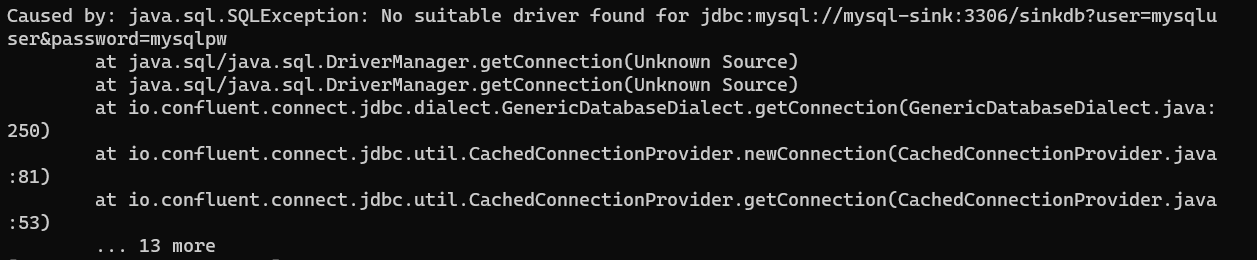 Caused by: java.sql.SQLException: No suitable driver found for jdbc:mysql://mysql-sink:3306/sinkdb?user=mysqlu
ser&password=mysqlpw
        at java.sql/java.sql.DriverManager.getConnection(Unknown Source)
        at java.sql/java.sql.DriverManager.getConnection(Unknown Source)
        at io.confluent.connect.jdbc.dialect.GenericDatabaseDialect.getConnection(GenericDatabaseDialect.java:
250)
        at io.confluent.connect.jdbc.util.CachedConnectionProvider.newConnection(CachedConnectionProvider.java
:81)
        at io.confluent.connect.jdbc.util.CachedConnectionProvider.getConnection(CachedConnectionProvider.java
:53)
        ... 13 more